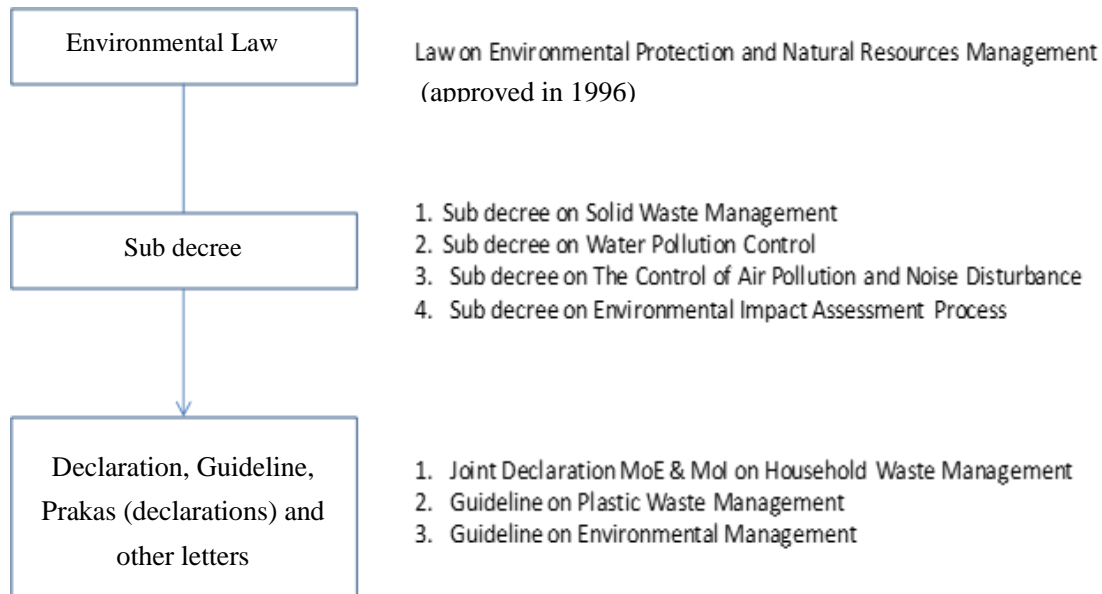 Environmental Law
Law on Environmental Protection and Natural Resources Management
(approved in 1996)
Sub decree
1. Sub decree on Solid Waste Management
2. Sub decree on Water Pollution Control
3. Sub decree on The Control of Air Pollution and Noise Disturbance
4. Sub decree on Environmental Impact Assessment Process
Declaration, Guideline,
Prakas (declarations) and
other letters
1. Joint Declaration MoE & MoI on Household Waste Management
2. Guideline on Plastic Waste Management
3. Guideline on Environmental Management